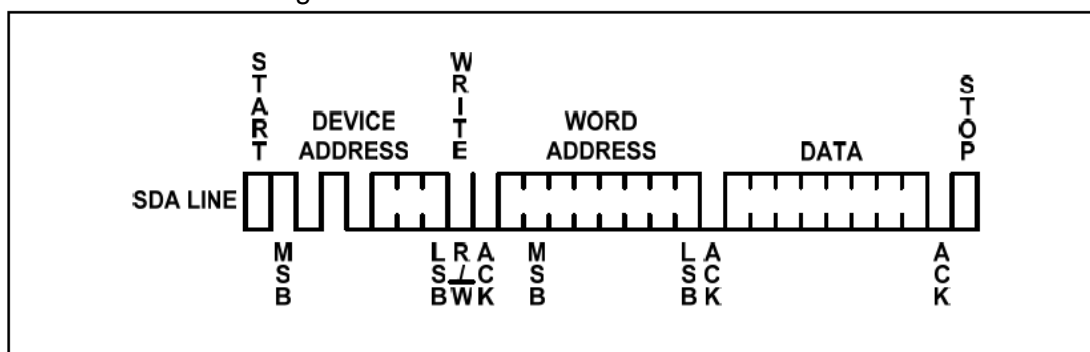 START
WRITE
STOP
DEVICE
ADDRESS
WORD
ADDRESS
DATA
SDA LINE
MSB
LSB
R/W
ACK
MSB
LSB
ACK
ACK